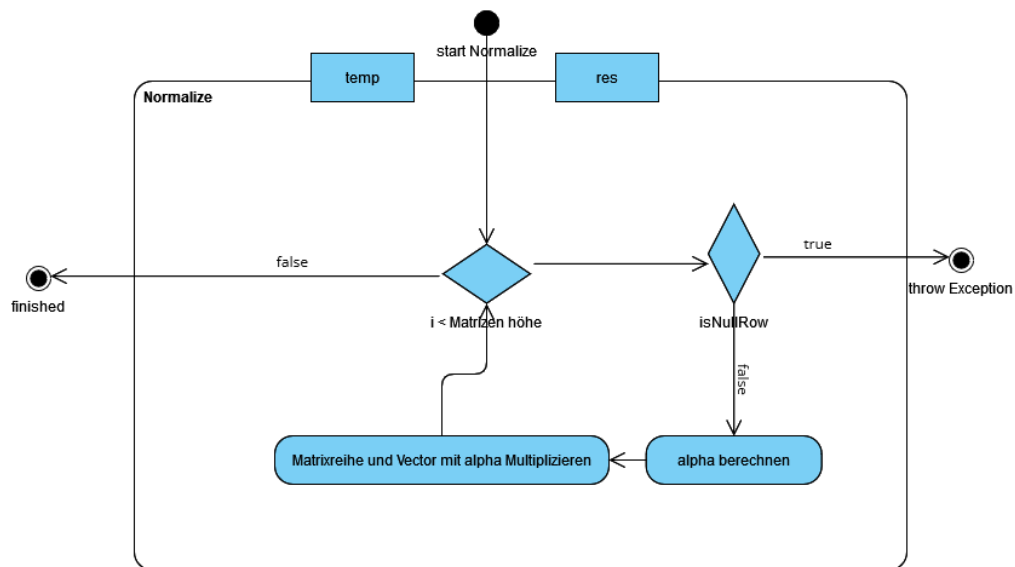 start Normalize
temp
res
Normalize
false
true
finished
i < Matrizen höhe
isNullRow
throw Exception
false
Matrixreihe und Vector mit alpha Multiplizieren
alpha berechnen